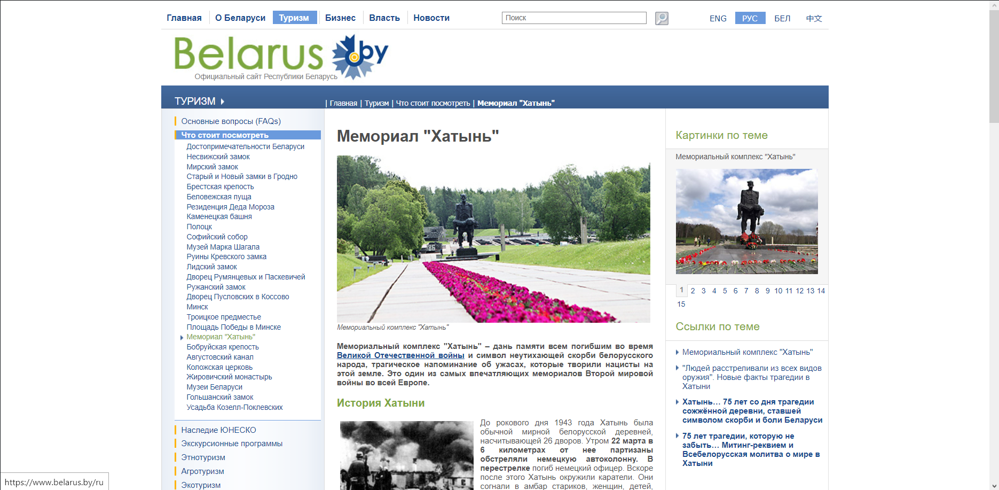 Главная
О Беларуси
Туризм
Бизнес
Власть
Новости
Поиск
ENG
РУС
БЕЛ
中文
Belarus by
Официальный сайт Республики Беларусь
ТУРИЗМ
| Главная | Туризм | Что стоит посмотреть | Мемориал "Хатынь"
Основные вопросы (FAQs)
Что стоит посмотреть
Достопримечательности Беларуси
Несвижский замок
Мирский замок
Старый и Новый замки в Гродно
Брестская крепость
Беловежская пуща
Резиденция Деда Мороза
Каменецкая башня
Полоцк
Софийский собор
Музей Марка Шагала
Руины Кревского замка
Лидский замок
Дворец Румянцевых и Паскевичей
Ружанский замок
Дворец Пусловских в Коссово
Минск
Троицкое предместье
Площадь Победы в Минске
Мемориал "Хатынь"
Бобруйская крепость
Августовский канал
Коложская церковь
Жировичский монастырь
Музеи Беларуси
Гольшанский замок
Усадьба Козелл-Поклевских
Наследие ЮНЕСКО
Экскурсионные программы
Этнотуризм
Агротуризм
Экотуризм
Мемориал "Хатынь"
186
Мемориальный комплекс "Хатынь"
Мемориальный комплекс "Хатынь" – дань памяти всем погибшим во время
Великой Отечественной войны и символ неутихающей скорби белорусского
народа, трагическое напоминание об ужасах, которые творили нацисты на
этой земле. Это один из самых впечатляющих мемориалов Второй мировой
войны во всей Европе.
История Хатыни
До рокового дня 1943 года Хатынь была
обычной мирной белорусской деревней,
насчитывающей 26 дворов. Утром 22 марта в
6 километрах от нее партизаны
обстреляли немецкую автоколонну. В
перестрелке погиб немецкий офицер. Вскоре
после этого Хатынь окружили каратели. Они
согнали в амбар стариков, женщин, детей,
Картинки по теме
Мемориальный комплекс "Хатынь"
1 2 3 4 5 6 7 8 9 10 11 12 13 14
15
Ссылки по теме
Мемориальный комплекс "Хатынь"
"Людей расстреливали из всех видов
оружия". Новые факты трагедии в
Хатыни
Хатынь... 75 лет со дня трагедии
сожжённой деревни, ставшей
символом скорби и боли Беларуси
75 лет трагедии, которую не
забыть... Митинг-реквием и
Всебелорусская молитва о мире в
Хатыни
https://www.belarus.by/ru